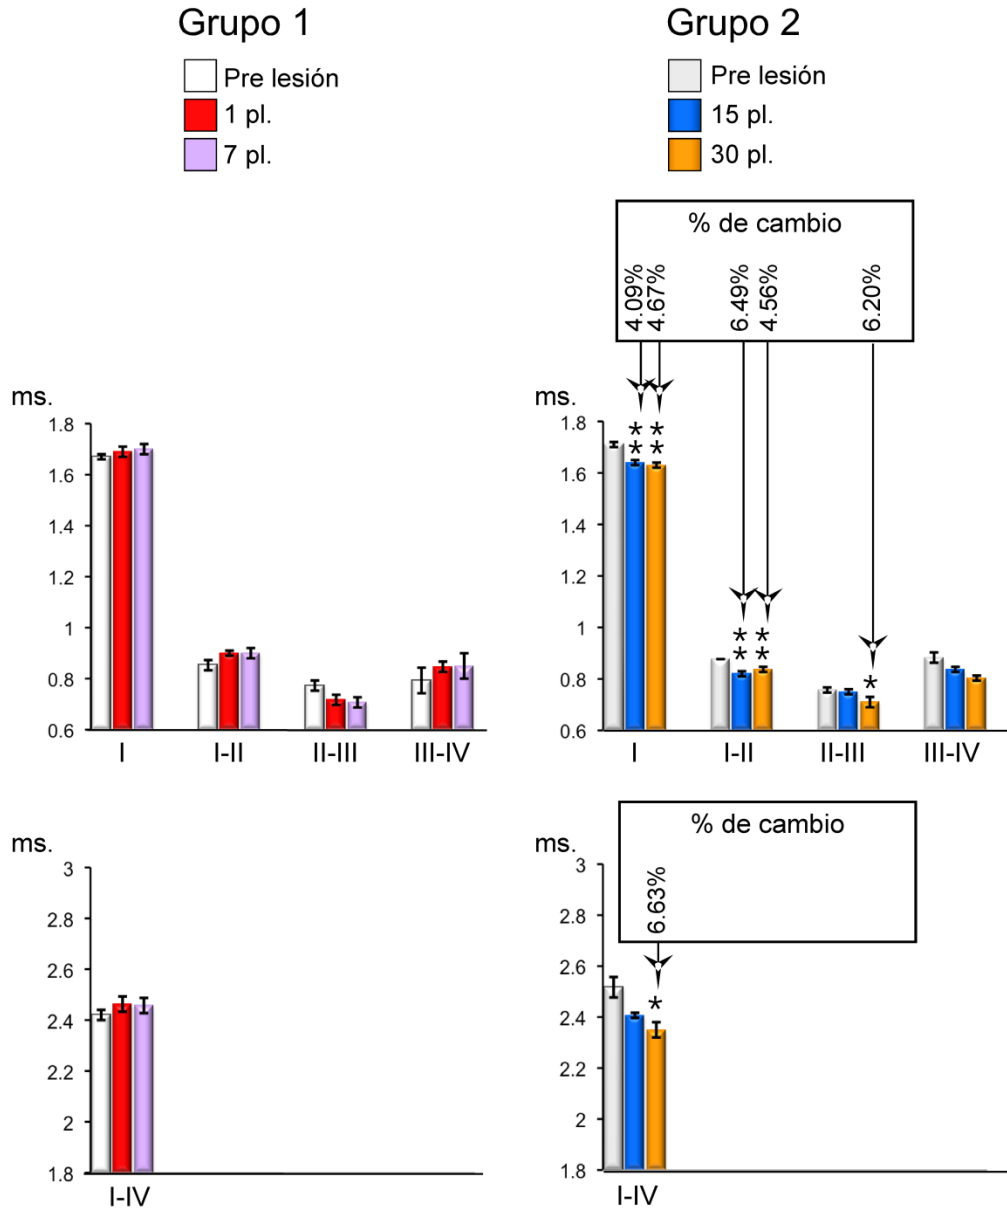 Grupo 1
Pre lesión
1 pl.
7 pl.
Grupo 2
Pre lesión
15 pl.
30 pl.
% de cambio
4.09%
4.67%
6.49%
4.56%
6.20%
ms.
1.8
1.6
1.4
1.2
1
0.8
0.6
I
I-II
II-III
III-IV
1.8
1.6
1.4
1.2
1
0.8
0.6
**
**
**
**
*
I
I-II
II-III
III-IV
ms.
3
2.8
2.6
2.4
2.2
2
1.8
I-IV
% de cambio
6.63%
ms.
3
2.8
2.6
2.4
2.2
2
1.8
*
I-IV